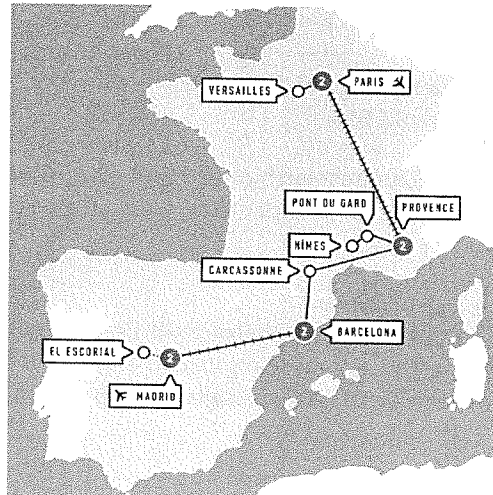 VERSAILLES
2
PARIS
PONT DU GARD
PROVENCE
NÎMES
2
CARCASSONNE
2
BARCELONA
EL ESCORIAL
2
MADRID